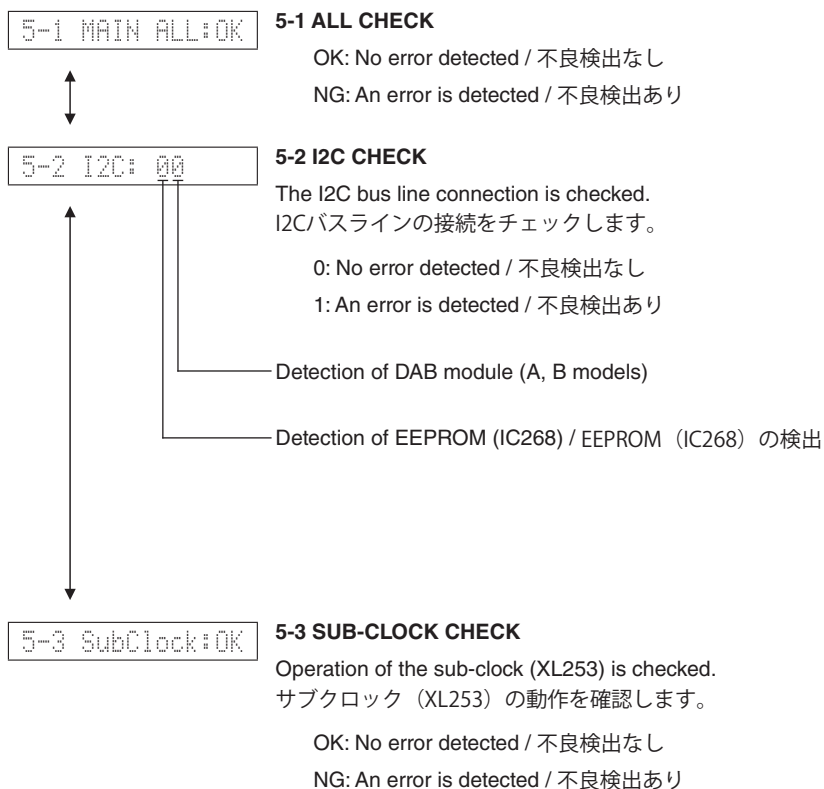 5-1 MAIN ALL:OK
5-1 ALL CHECK
OK: No error detected / 不良検出なし
NG: An error is detected / 不良検出あり
5-2 I2C: 00
5-2 I2C CHECK
The I2C bus line connection is checked.
I2Cバスラインの接続をチェックします。
0: No error detected / 不良検出なし
1: An error is detected / 不良検出あり
Detection of DAB module (A, B models)
Detection of EEPROM (IC268) / EEPROM（IC268）の検出
5-3 SubClock:OK
5-3 SUB-CLOCK CHECK
Operation of the sub-clock (XL253) is checked.
サブクロック（XL253）の動作を確認します。
OK: No error detected / 不良検出なし
NG: An error is detected / 不良検出あり